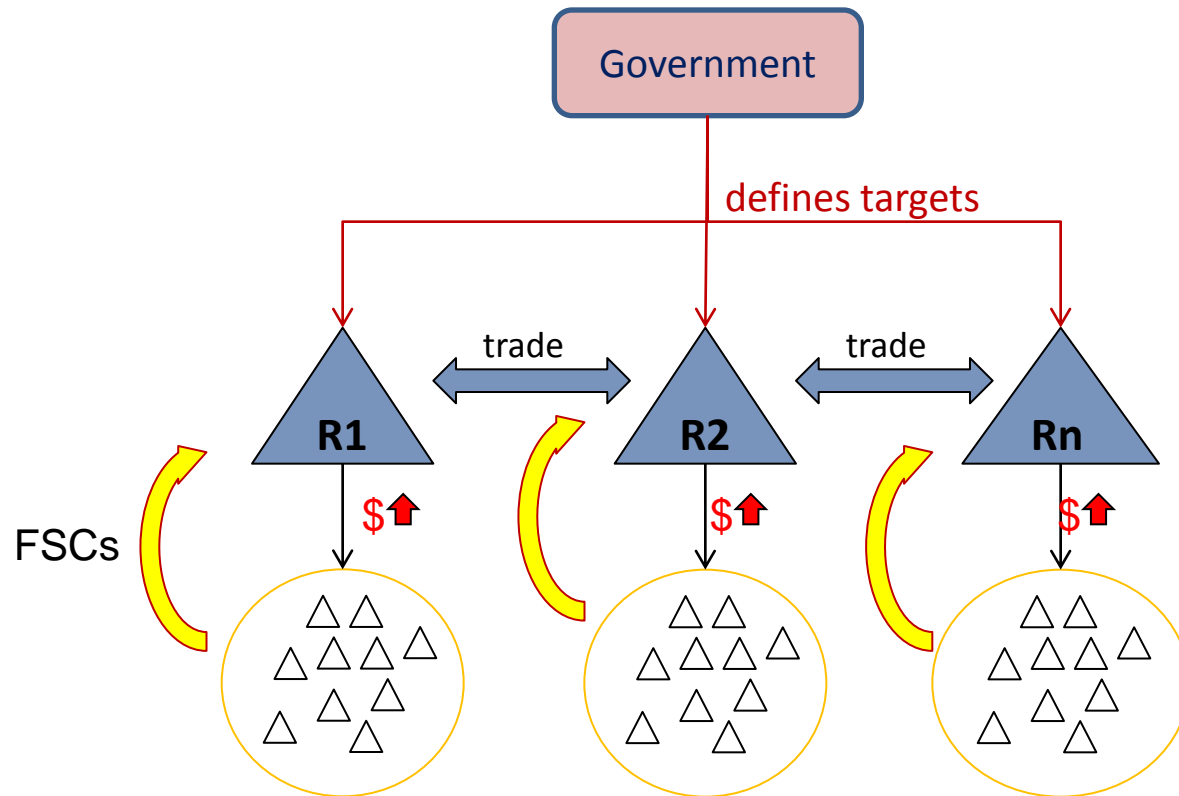 Government
defines targets
trade
trade
R1
R2
Rn
$
$
$
FSCs